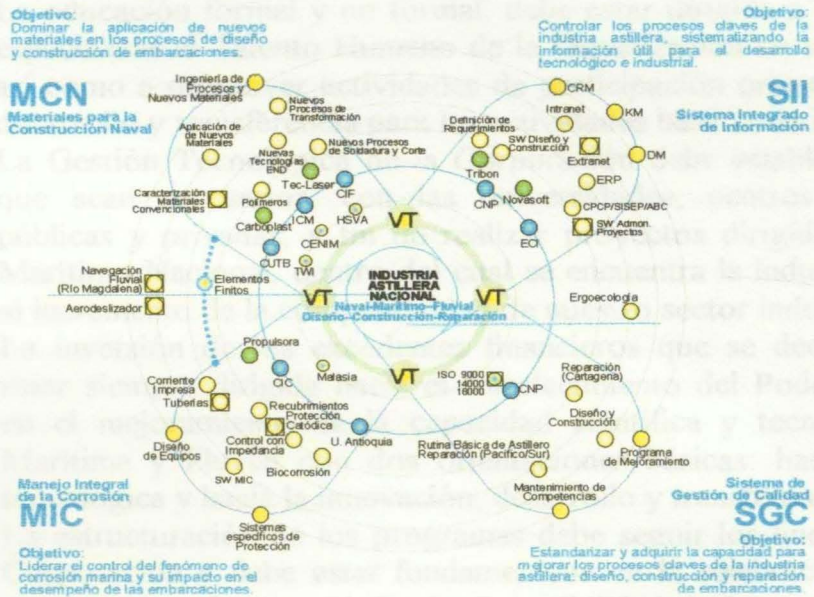 Objetivo:
Dominar la aplicación de nuevos
materiales en los procesos de diseño
y construcción de embarcaciones.
MCN
Materiales para la
Construcción Naval
Objetivo:
Controlar los procesos claves de la
industria astillera, sistematizando la
información útil para el desarrollo
tecnológico e industrial.
SII
Sistema Integrado
de Información
Ingeniería de
Procesos y
Nuevos Materiales
Nuevos
Procesos de
Transformación
Aplicación de
de Nuevos
Materiales
Nuevos Procesos
de Soldadura y Corte
Nuevas
Tecnologías
END
Tec-Laser
CIF
Caracterización
Materiales
Convencionales
Polímeros
Carboplast
ICM
HSVA
CENIM
CUTB
TWI
CRM
Intranet
IKM
Definición de
Requerimientos
SW Diseño y
Construcción
Extranet
DM
Tribon
ERP
CNP
Novasoft
CPCP/SISEP/ABC
SW Admon.
Proyectos
ECI
VT
Navegación
Fluvial
(Río Magdalena)
Elementos
Finitos
Aerodeslizador
VT
INDUSTRIA
ASTILLERA
NACIONAL
Naval-Marítimo-Fluvial
Diseño-Construcción-Reparación
VT
Ergoecología
Propulsora
CIC
Malasia
VT
ISO 9000
14000
16000
CNP
Reparación
(Cartagena)
Corriente
Impresa
Tuberías
Recubrimientos
Protección
Catódica
Diseño y
Construcción
Diseño
de Equipos
Control con
Impedancia
U. Antioquia
Rutina Básica de Astillero
Reparación (Pacífico/Sur)
Programa
de Mejoramiento
SW MIC
Biocorrosión
Mantenimiento de
Competencias
Sistemas
específicos de
Protección
Manejo Integral
de la Corrosión
MIC
Objetivo:
Liderar el control del fenómeno de
corrosión marina y su impacto en el
desempeño de las embarcaciones.
Sistema de
Gestión de Calidad
SGC
Objetivo:
Estandarizar y adquirir la capacidad para
mejorar los procesos claves de la industria
astillera: diseño, construcción y reparación
de embarcaciones.